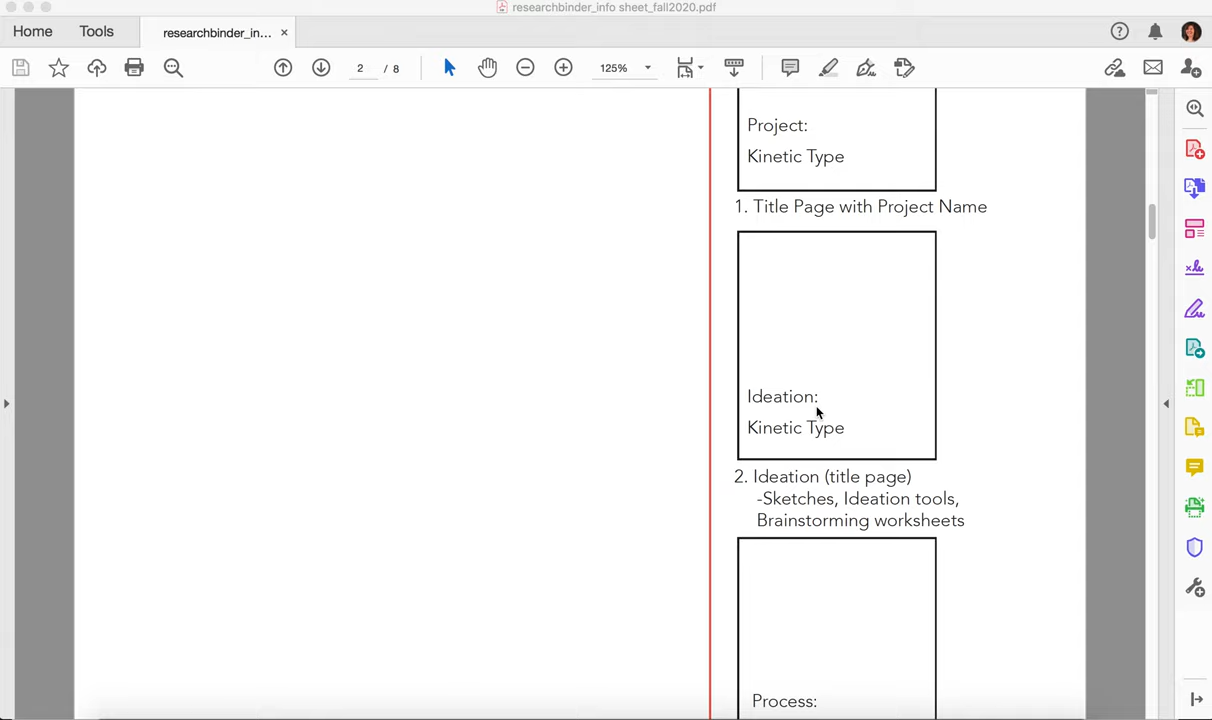 researchbinder_info sheet_fall2020.pdf
Home
Tools
researchbinder_in...
2
/ 8
125%
Project:
Kinetic Type
1. Title Page with Project Name
Ideation:
Kinetic Type
2. Ideation (title page)
-Sketches, Ideation tools,
Brainstorming worksheets
Process: